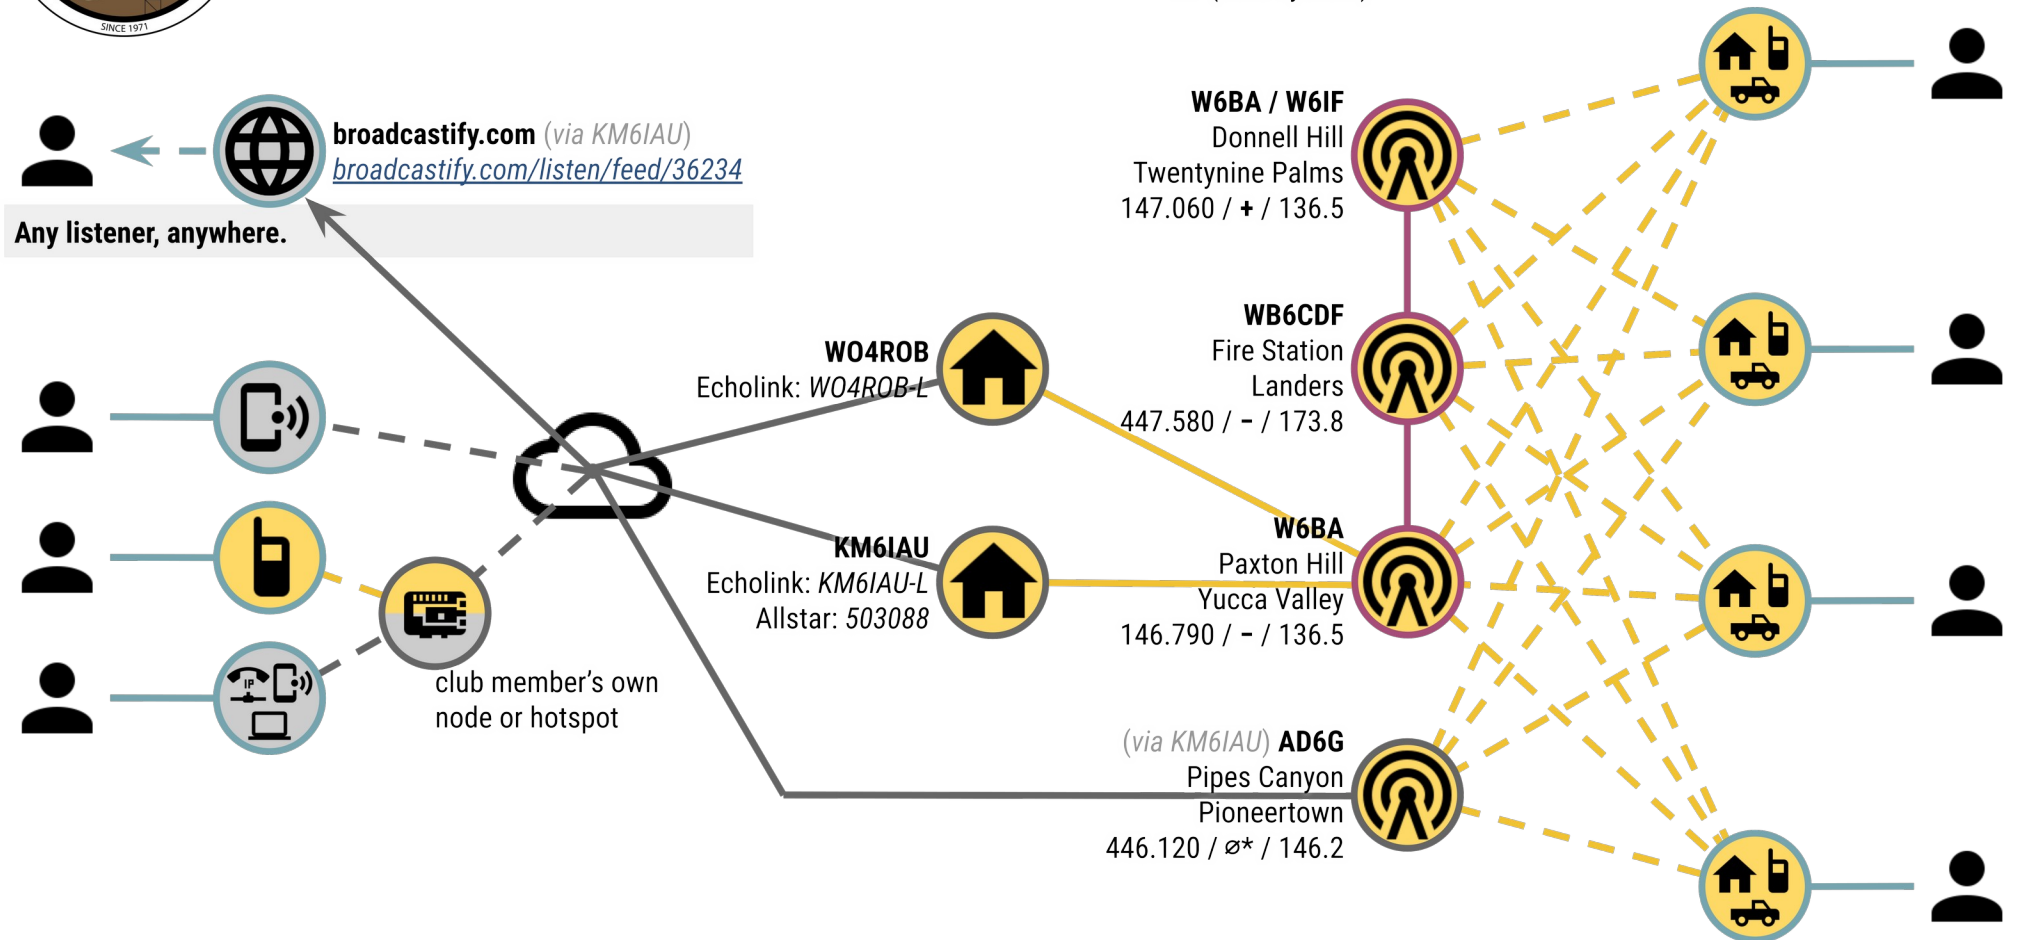 SINCE 1971
broadcastify.com (via KM6IAU)
broadcastify.com/listen/feed/36234
Any listener, anywhere.
W6BA / W6IF
Donnell Hill
Twentynine Palms
147.060 / + / 136.5
WO4ROB
Echolink: WO4ROB-L
WB6CDF
Fire Station
Landers
447.580 / − / 173.8
KM6IAU
Echolink: KM6IAU-L
Allstar: 503088
W6BA
Paxton Hill
Yucca Valley
146.790 / − / 136.5
IP
club member's own
node or hotspot
(via KM6IAU) AD6G
Pipes Canyon
Pioneertown
446.120 / ⌀* / 146.2